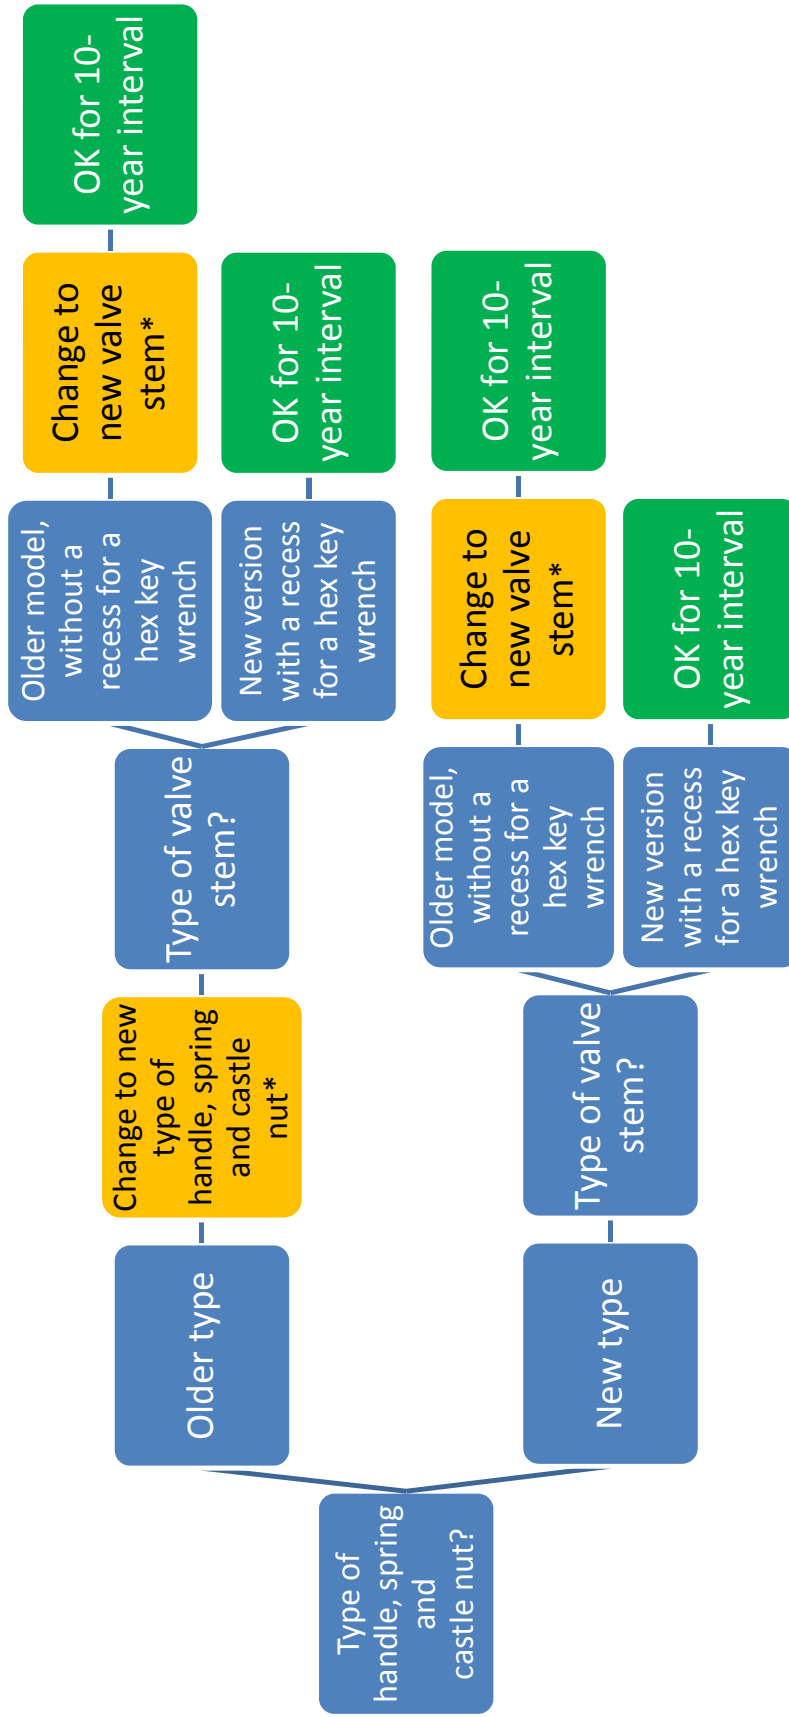 Type of
handle, spring
and
castle nut?
Older type
Change to new
type of
handle, spring
and castle
nut*
Type of valve
stem?
Older model,
without a
recess for a
hex key
wrench
Change to
new valve
stem*
OK for 10-
year interval
New version
with a recess
for a hex key
wrench
OK for 10-
year interval
New type
Type of valve
stem?
Older model,
without a
recess for a
hex key
wrench
Change to
new valve
stem*
OK for 10-
year interval
New version
with a recess
for a hex key
wrench
OK for 10-
year interval